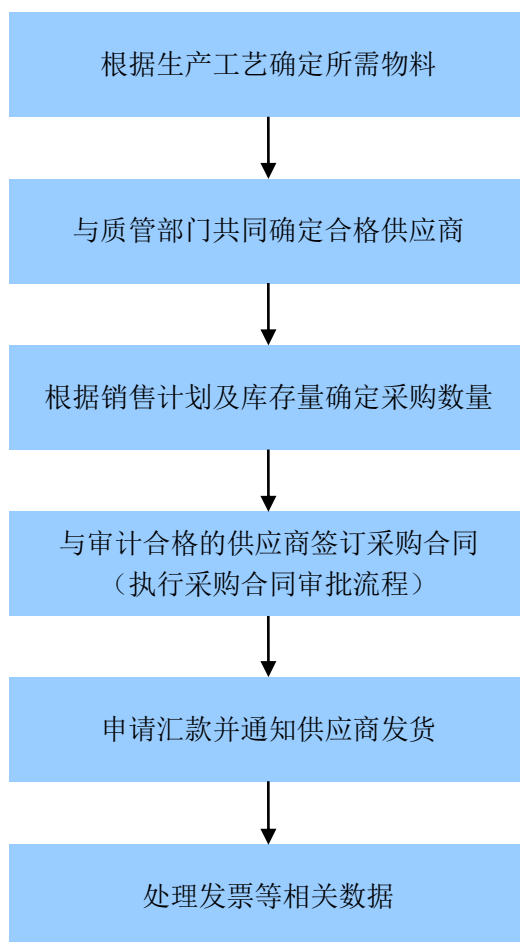 根据生产工艺确定所需物料
与质管部门共同确定合格供应商
根据销售计划及库存量确定采购数量
与审计合格的供应商签订采购合同
（执行采购合同审批流程）
申请汇款并通知供应商发货
处理发票等相关数据